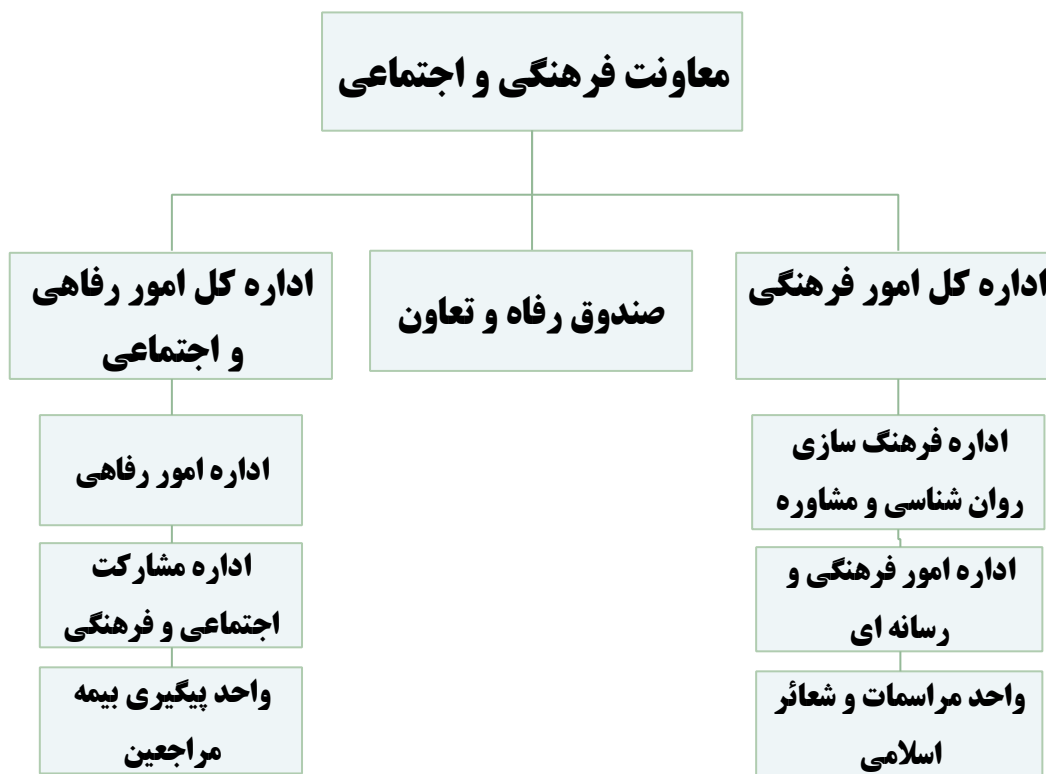 معاونت فرهنگی و اجتماعی
اداره کل امور فرهنگی
صندوق رفاه و تعاون
اداره کل امور رفاهی
و اجتماعی
اداره فرهنگ سازی
روان شناسی و مشاوره
اداره امور فرهنگی و
رسانه ای
واحد مراسمات و شعائر
اسلامی
اداره امور رفاهی
اداره مشارکت
اجتماعی و فرهنگی
واحد پیگیری بیمه
مراجعین